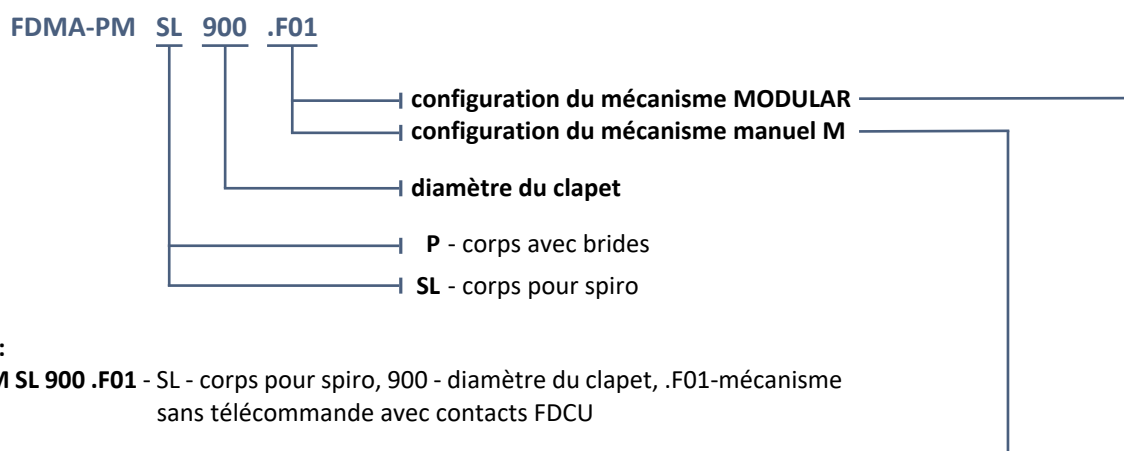 FDMA-PM SL 900 .F01
configuration du mécanisme MODULAR
configuration du mécanisme manuel M
diamètre du clapet
P - corps avec brides
SL - corps pour spiro
:
M SL 900 .F01 - SL - corps pour spiro, 900 - diamètre du clapet, .F01-mécanisme
sans télécommande avec contacts FDCU